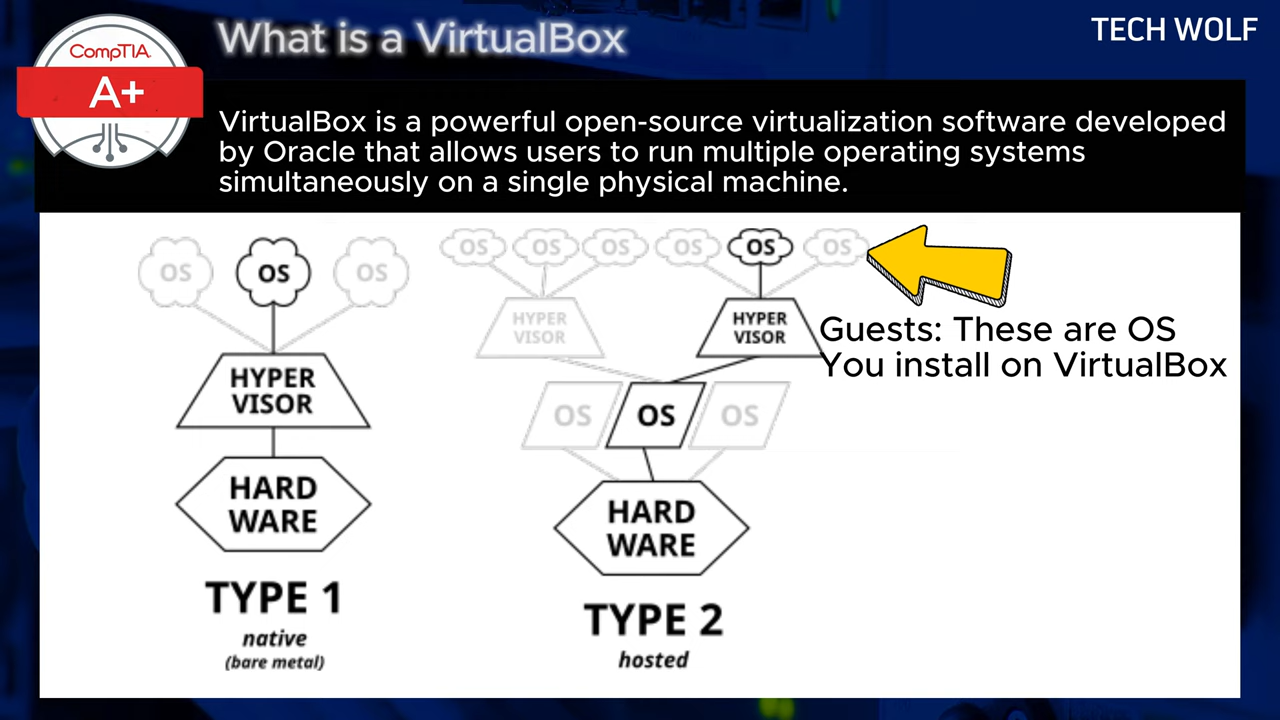 CompTIA.
A+
What is a VirtualBox
TECH WOLF
VirtualBox is a powerful open-source virtualization software developed
by Oracle that allows users to run multiple operating systems
simultaneously on a single physical machine.
OS
OS
OS
HYPER
VISOR
HARD
WARE
TYPE 1
native
(bare metal)
OS
OS
OS
OS
OS
OS
HYPER
VISOR
HYPER
VISOR
Guests: These are OS
You install on VirtualBox
OS
OS
OS
HARD
WARE
TYPE 2
hosted